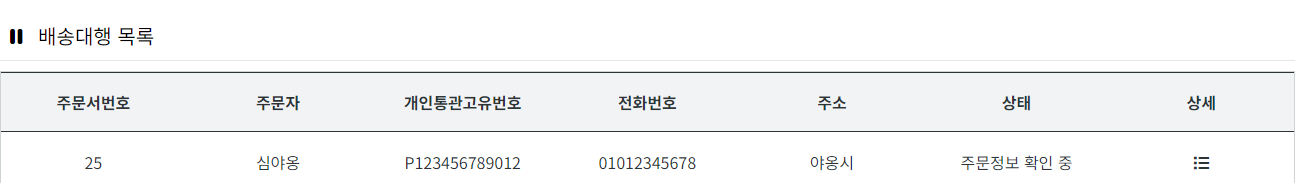 배송대행 목록
주문서번호 주문자 개인통관고유번호 전화번호 주소 상태 상세
25 심야옹 P123456789012 01012345678 야옹시 주문정보 확인 중